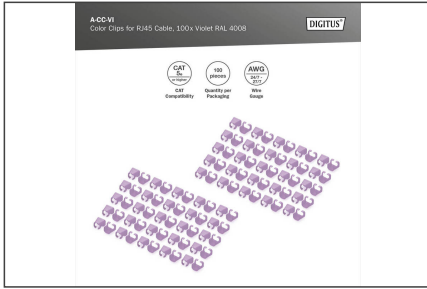 A-CC-VI
Color Clips for RJ45 Cable, 100x Violet RAL 4008
DIGITUS®
CAT
5e
or higher
CAT
Compatibility
100
pieces
Quantity per
Packaging
AWG
24/7 -
27/7
Wire
Gauge